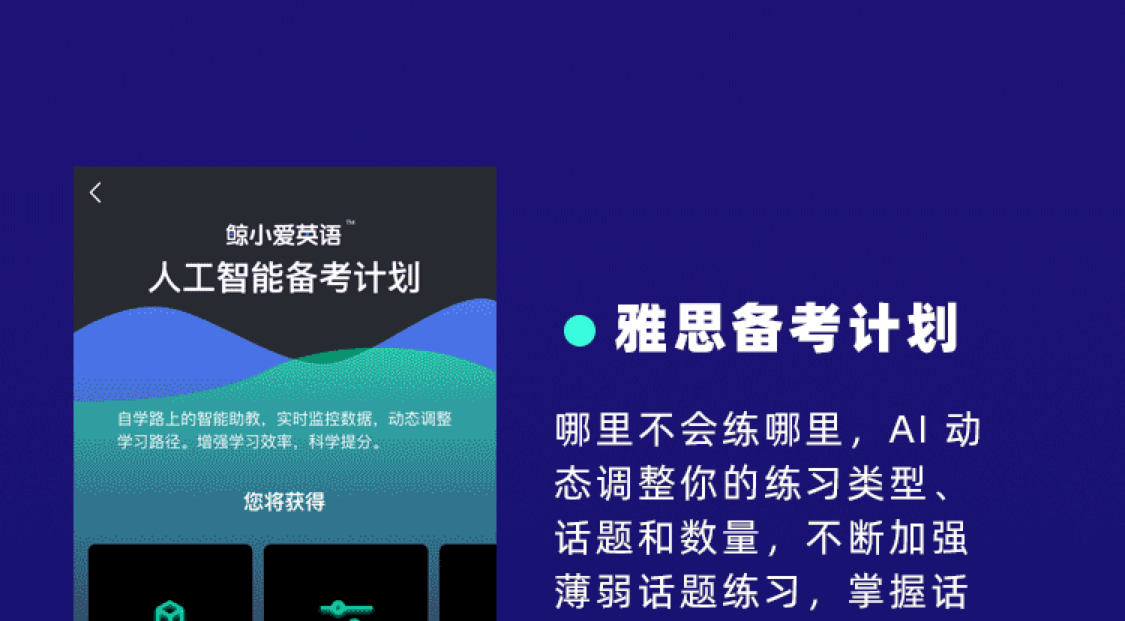 鲸小爱英语™
人工智能备考计划
自学路上的智能助教，实时监控数据，动态调整
学习路径。增强学习效率，科学提分。
您将获得
雅思备考计划
哪里不会练哪里，AI 动
态调整你的练习类型、
话题和数量，不断加强
薄弱话题练习，掌握话